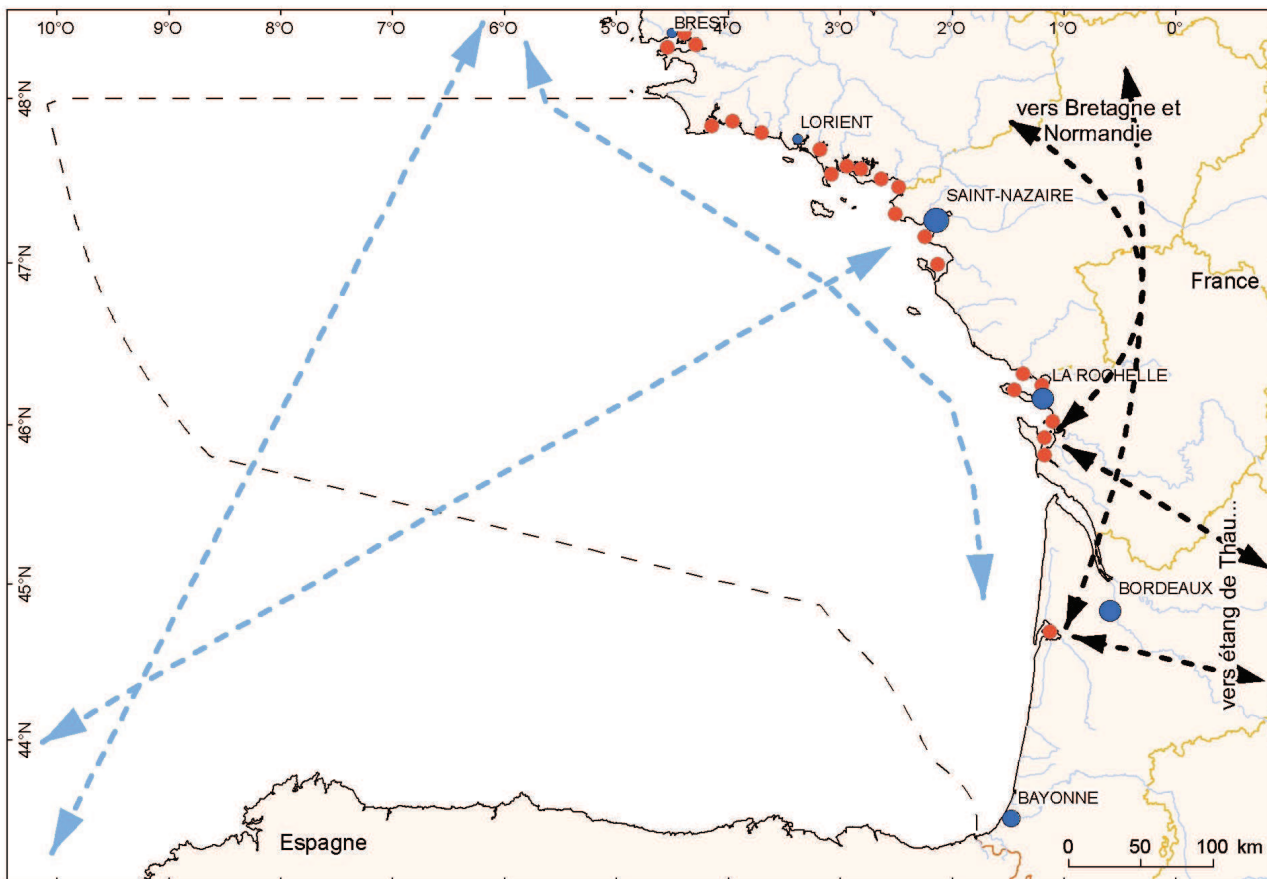 10°O 9°O 8°O 7°O 6°O 5°O 4°O 3°O 2°O 1°O 0°
BREST
48°N
vers Bretagne et
Normandie
LORIENT
SAINT-NAZAIRE
47°N
France
LA ROCHELLE
46°N
vers étang de Thau...
45°N
BORDEAUX
44°N
BAYONNE
Espagne
0 50 100 km